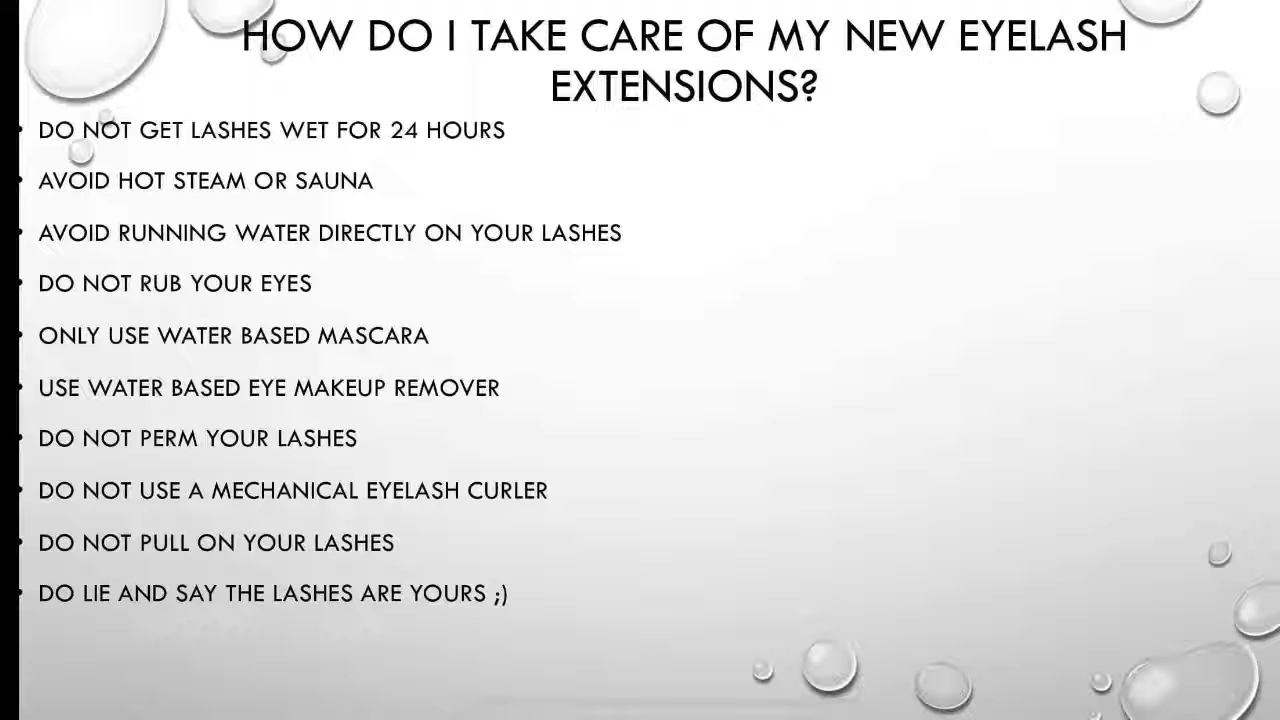 HOW DO I TAKE CARE OF MY NEW EYELASH
EXTENSIONS?
• DO NOT GET LASHES WET FOR 24 HOURS
• AVOID HOT STEAM OR SAUNA
• AVOID RUNNING WATER DIRECTLY ON YOUR LASHES
• DO NOT RUB YOUR EYES
• ONLY USE WATER BASED MASCARA
• USE WATER BASED EYE MAKEUP REMOVER
• DO NOT PERM YOUR LASHES
• DO NOT USE A MECHANICAL EYELASH CURLER
• DO NOT PULL ON YOUR LASHES
• DO LIE AND SAY THE LASHES ARE YOURS ;)